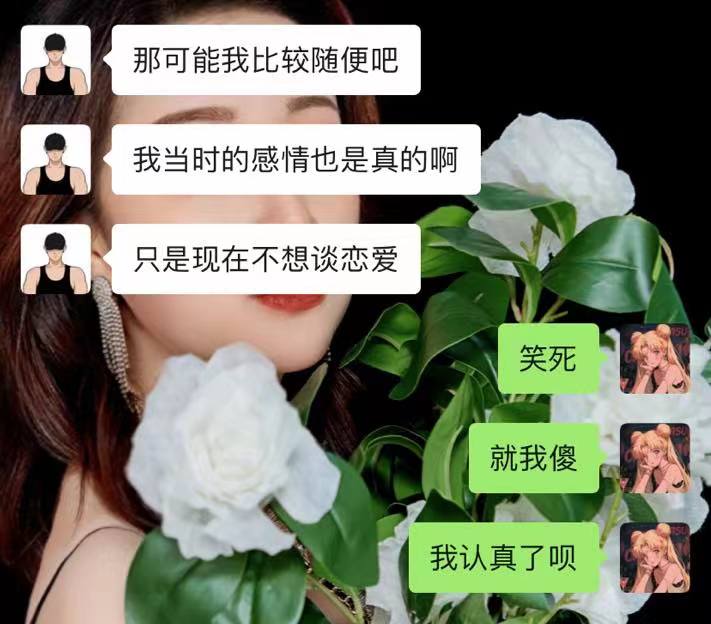 那可能我比较随便吧
我当时的感情也是真的啊
只是现在不想谈恋爱
笑死
就我傻
我认真了呗